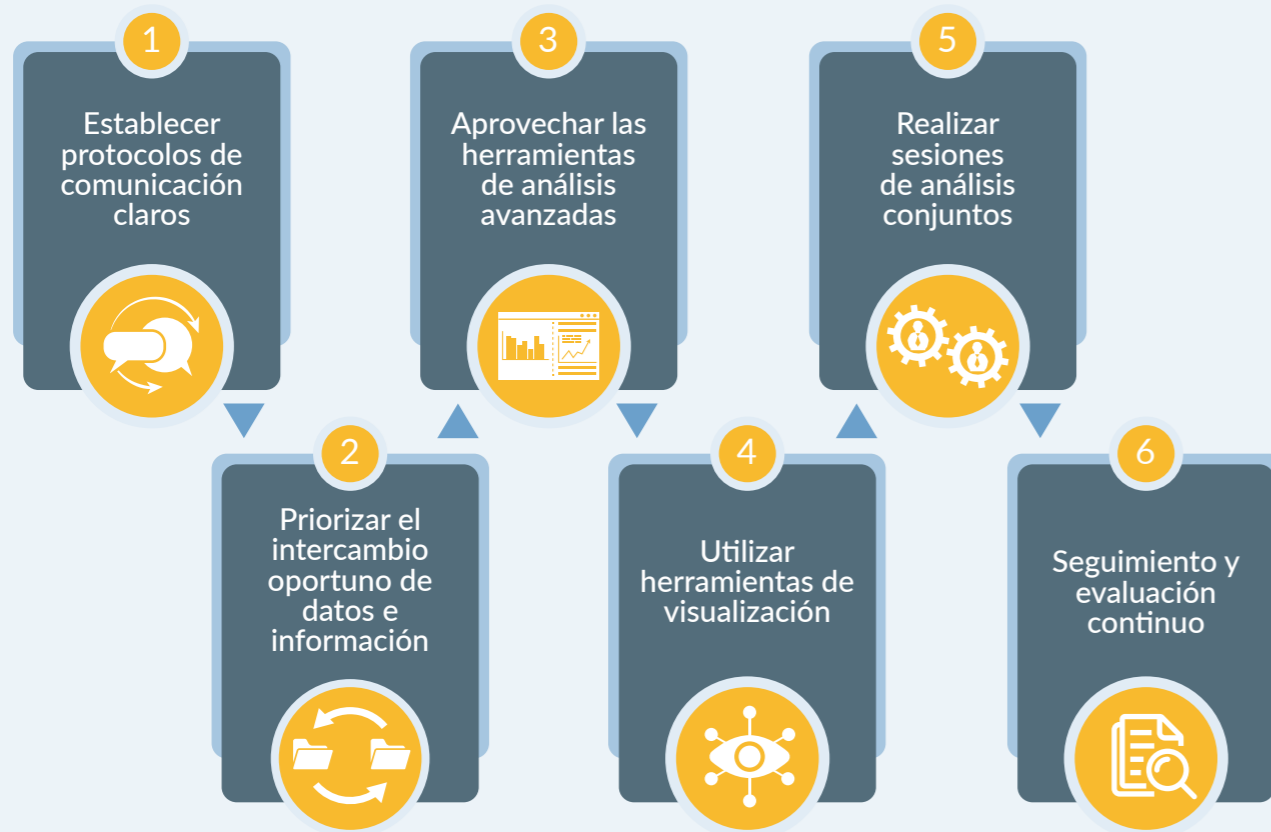 1
Establecer
protocolos de
comunicación
claros
2
Priorizar el
intercambio
oportuno de
datos e
información
3
Aprovechar las
herramientas
de análisis
avanzadas
4
Utilizar
herramientas de
visualización
5
Realizar
sesiones
de análisis
conjuntos
6
Seguimiento y
evaluación
continuo